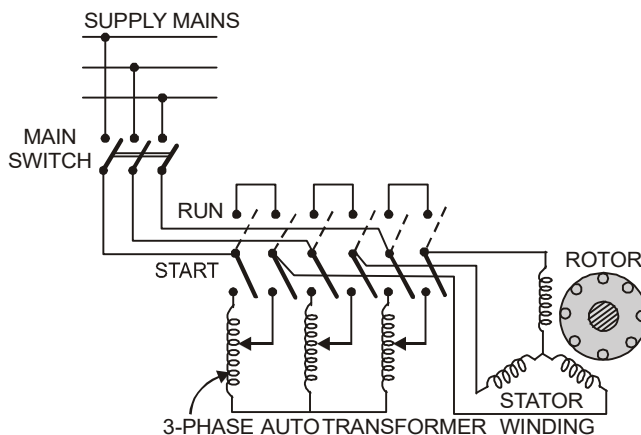 SUPPLY MAINS
MAIN
SWITCH
RUN
START
ROTOR
STATOR
3-PHASE AUTOTRANSFORMER WINDING